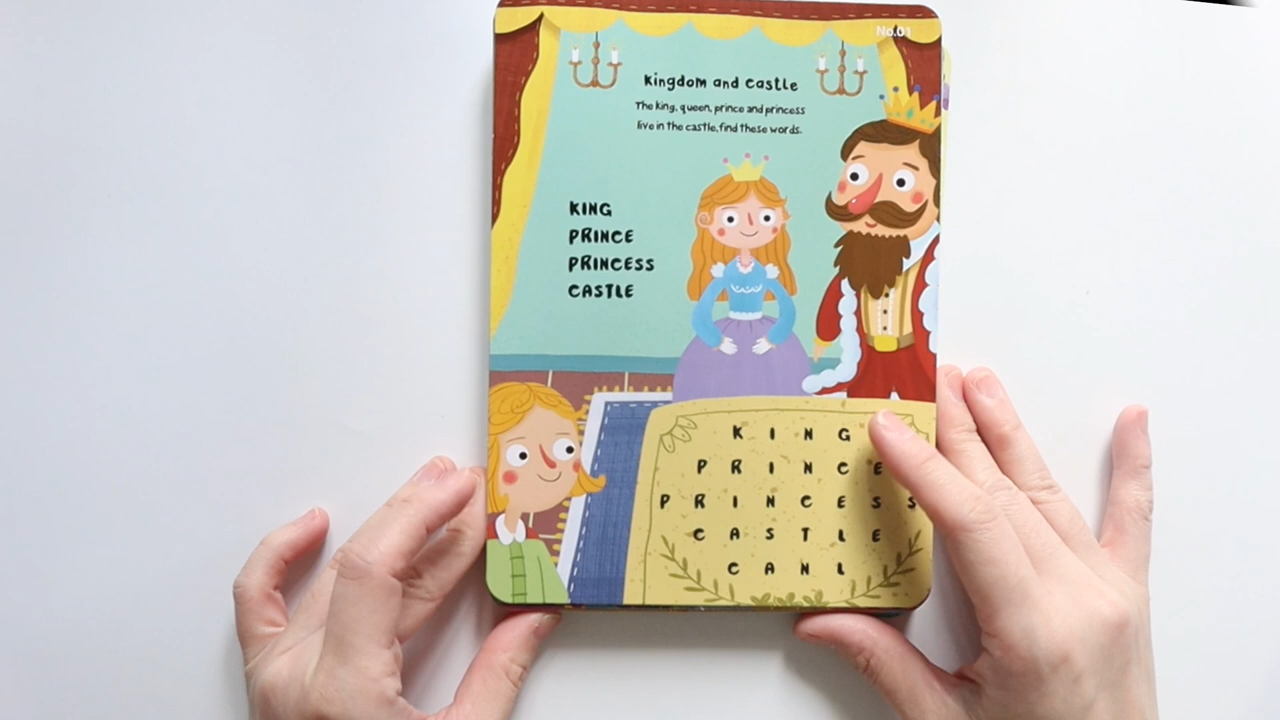 No.01
Kingdom and Castle
The king, queen, prince and princess
live in the castle,find these words.
KING
PRINCE
PRINCESS
CASTLE
K I N G
P R I N C E
P R I N C E S S
C A S T L E
C A N L